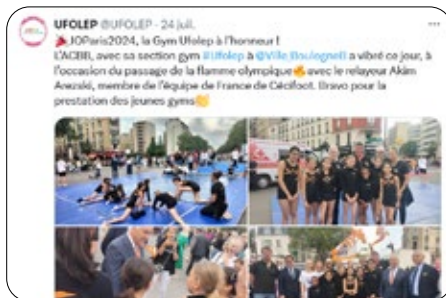 UFOLEP @UFOLEP · 24 juil.
🎉JOParis2024, la Gym Ufolep à l'honneur !
L'ACBB, avec sa section gym #Ufolep à @Ville_BoulogneB a vibré ce jour, à
l'occasion du passage de la flamme olympique🔥avec le relayeur Akim
Arezki, membre de l'équipe de France de Cécifoot. Bravo pour la
prestation des jeunes gyms👏